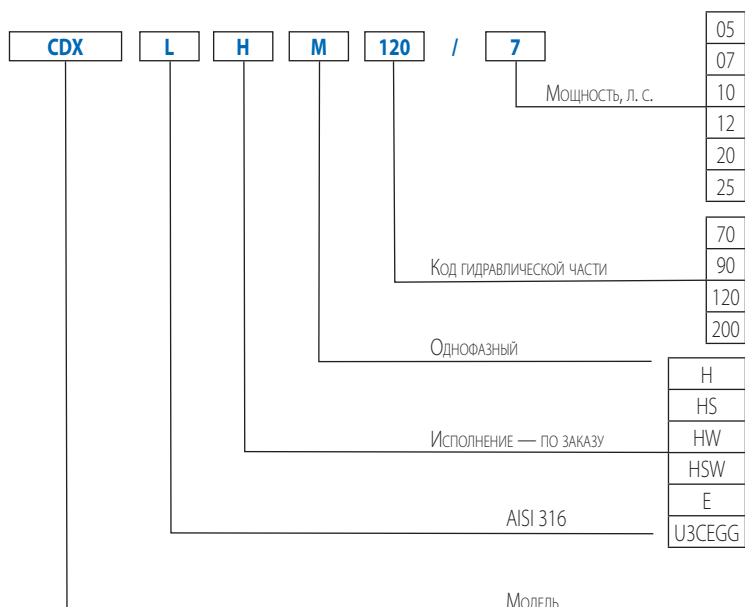 CDX L H M 120 / 7
Мощность, л. с.
05
07
10
12
20
25
Код гидравлической части
70
90
120
200
Однофазный
Исполнение — по заказу
H
HS
HW
HSW
E
U3CEGG
AISI 316
Модель